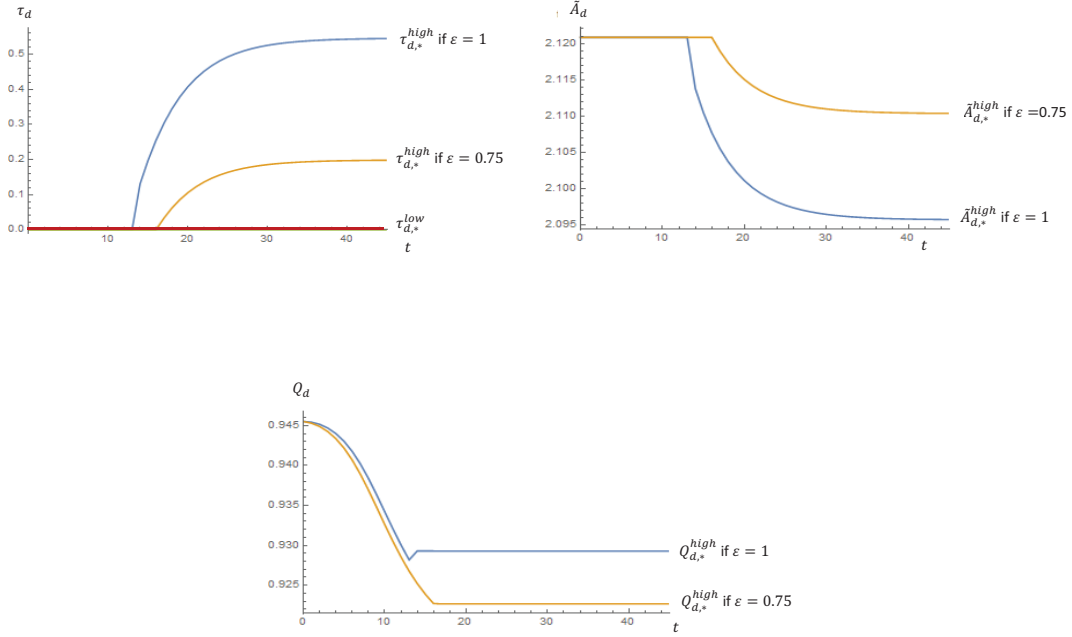 τ_d
0.5
0.4
0.3
0.2
0.1
0.0
10 20 30 40
t
τ_{d,*}^{high} if ε = 1
τ_{d,*}^{high} if ε = 0.75
τ_{d,*}^{low}
Ã_d
2.120
2.115
2.110
2.105
2.100
2.095
0 10 20 30 40
t
Ã_{d,*}^{high} if ε =0.75
Ã_{d,*}^{high} if ε = 1
Q_d
0.945
0.940
0.935
0.930
0.925
0 10 20 30 40
t
Q_{d,*}^{high} if ε = 1
Q_{d,*}^{high} if ε = 0.75